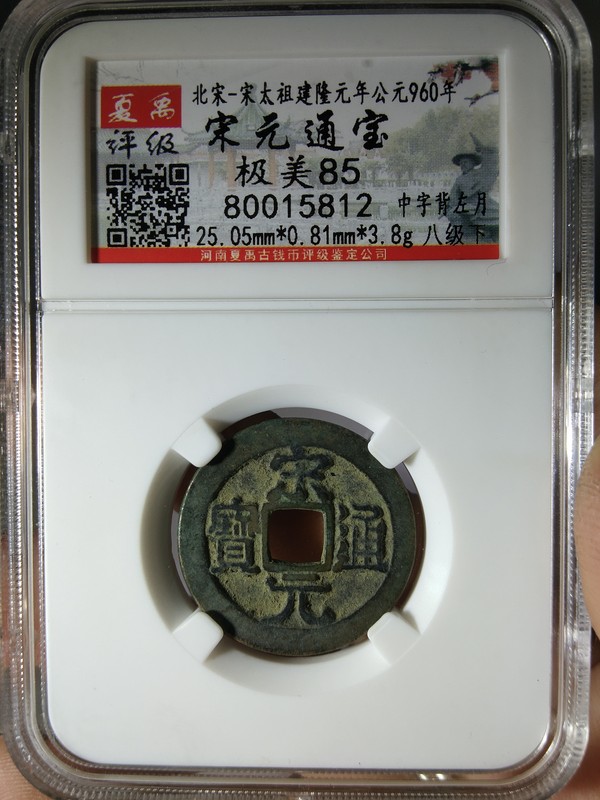 夏禹
评级
北宋-宋太祖建隆元年公元960年
宋元通宝
极美85
80015812 中字背左月
25.05mm*0.81mm*3.8g 八级下
河南夏禹古钱币评级鉴定公司
宋
元
通
寳